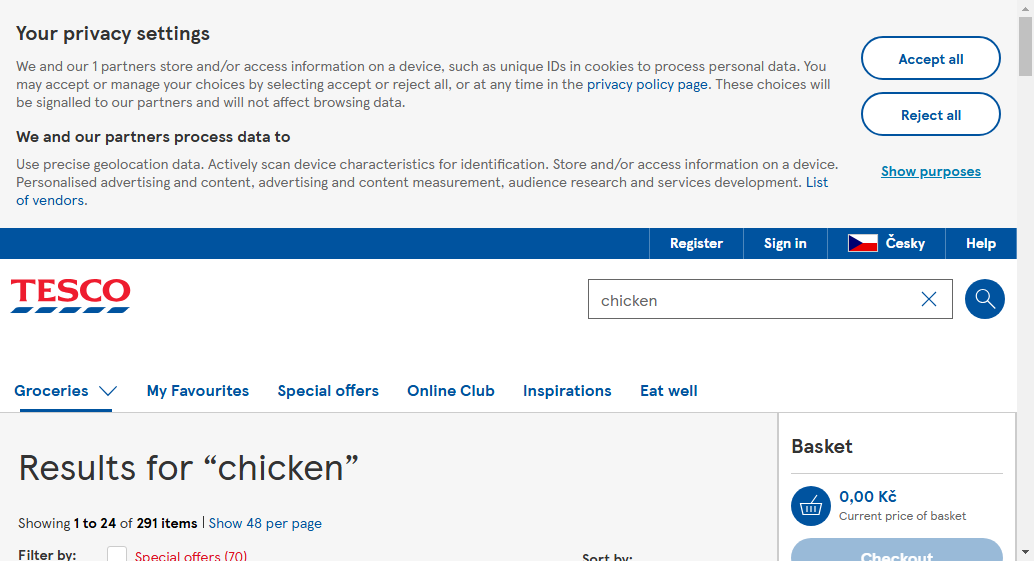 Your privacy settings
We and our 1 partners store and/or access information on a device, such as unique IDs in cookies to process personal data. You
may accept or manage your choices by selecting accept or reject all, or at any time in the privacy policy page. These choices will
be signalled to our partners and will not affect browsing data.
Accept all
Reject all
We and our partners process data to
Use precise geolocation data. Actively scan device characteristics for identification. Store and/or access information on a device.
Personalised advertising and content, advertising and content measurement, audience research and services development. List
of vendors.
Show purposes
Register
Sign in
Česky
Help
TESCO
chicken
Groceries
My Favourites
Special offers
Online Club
Inspirations
Eat well
Results for “chicken”
Showing 1 to 24 of 291 items | Show 48 per page
Filter by:
Special offers (70)
Sort by:
Basket
0,00 Kč
Current price of basket
Checkout